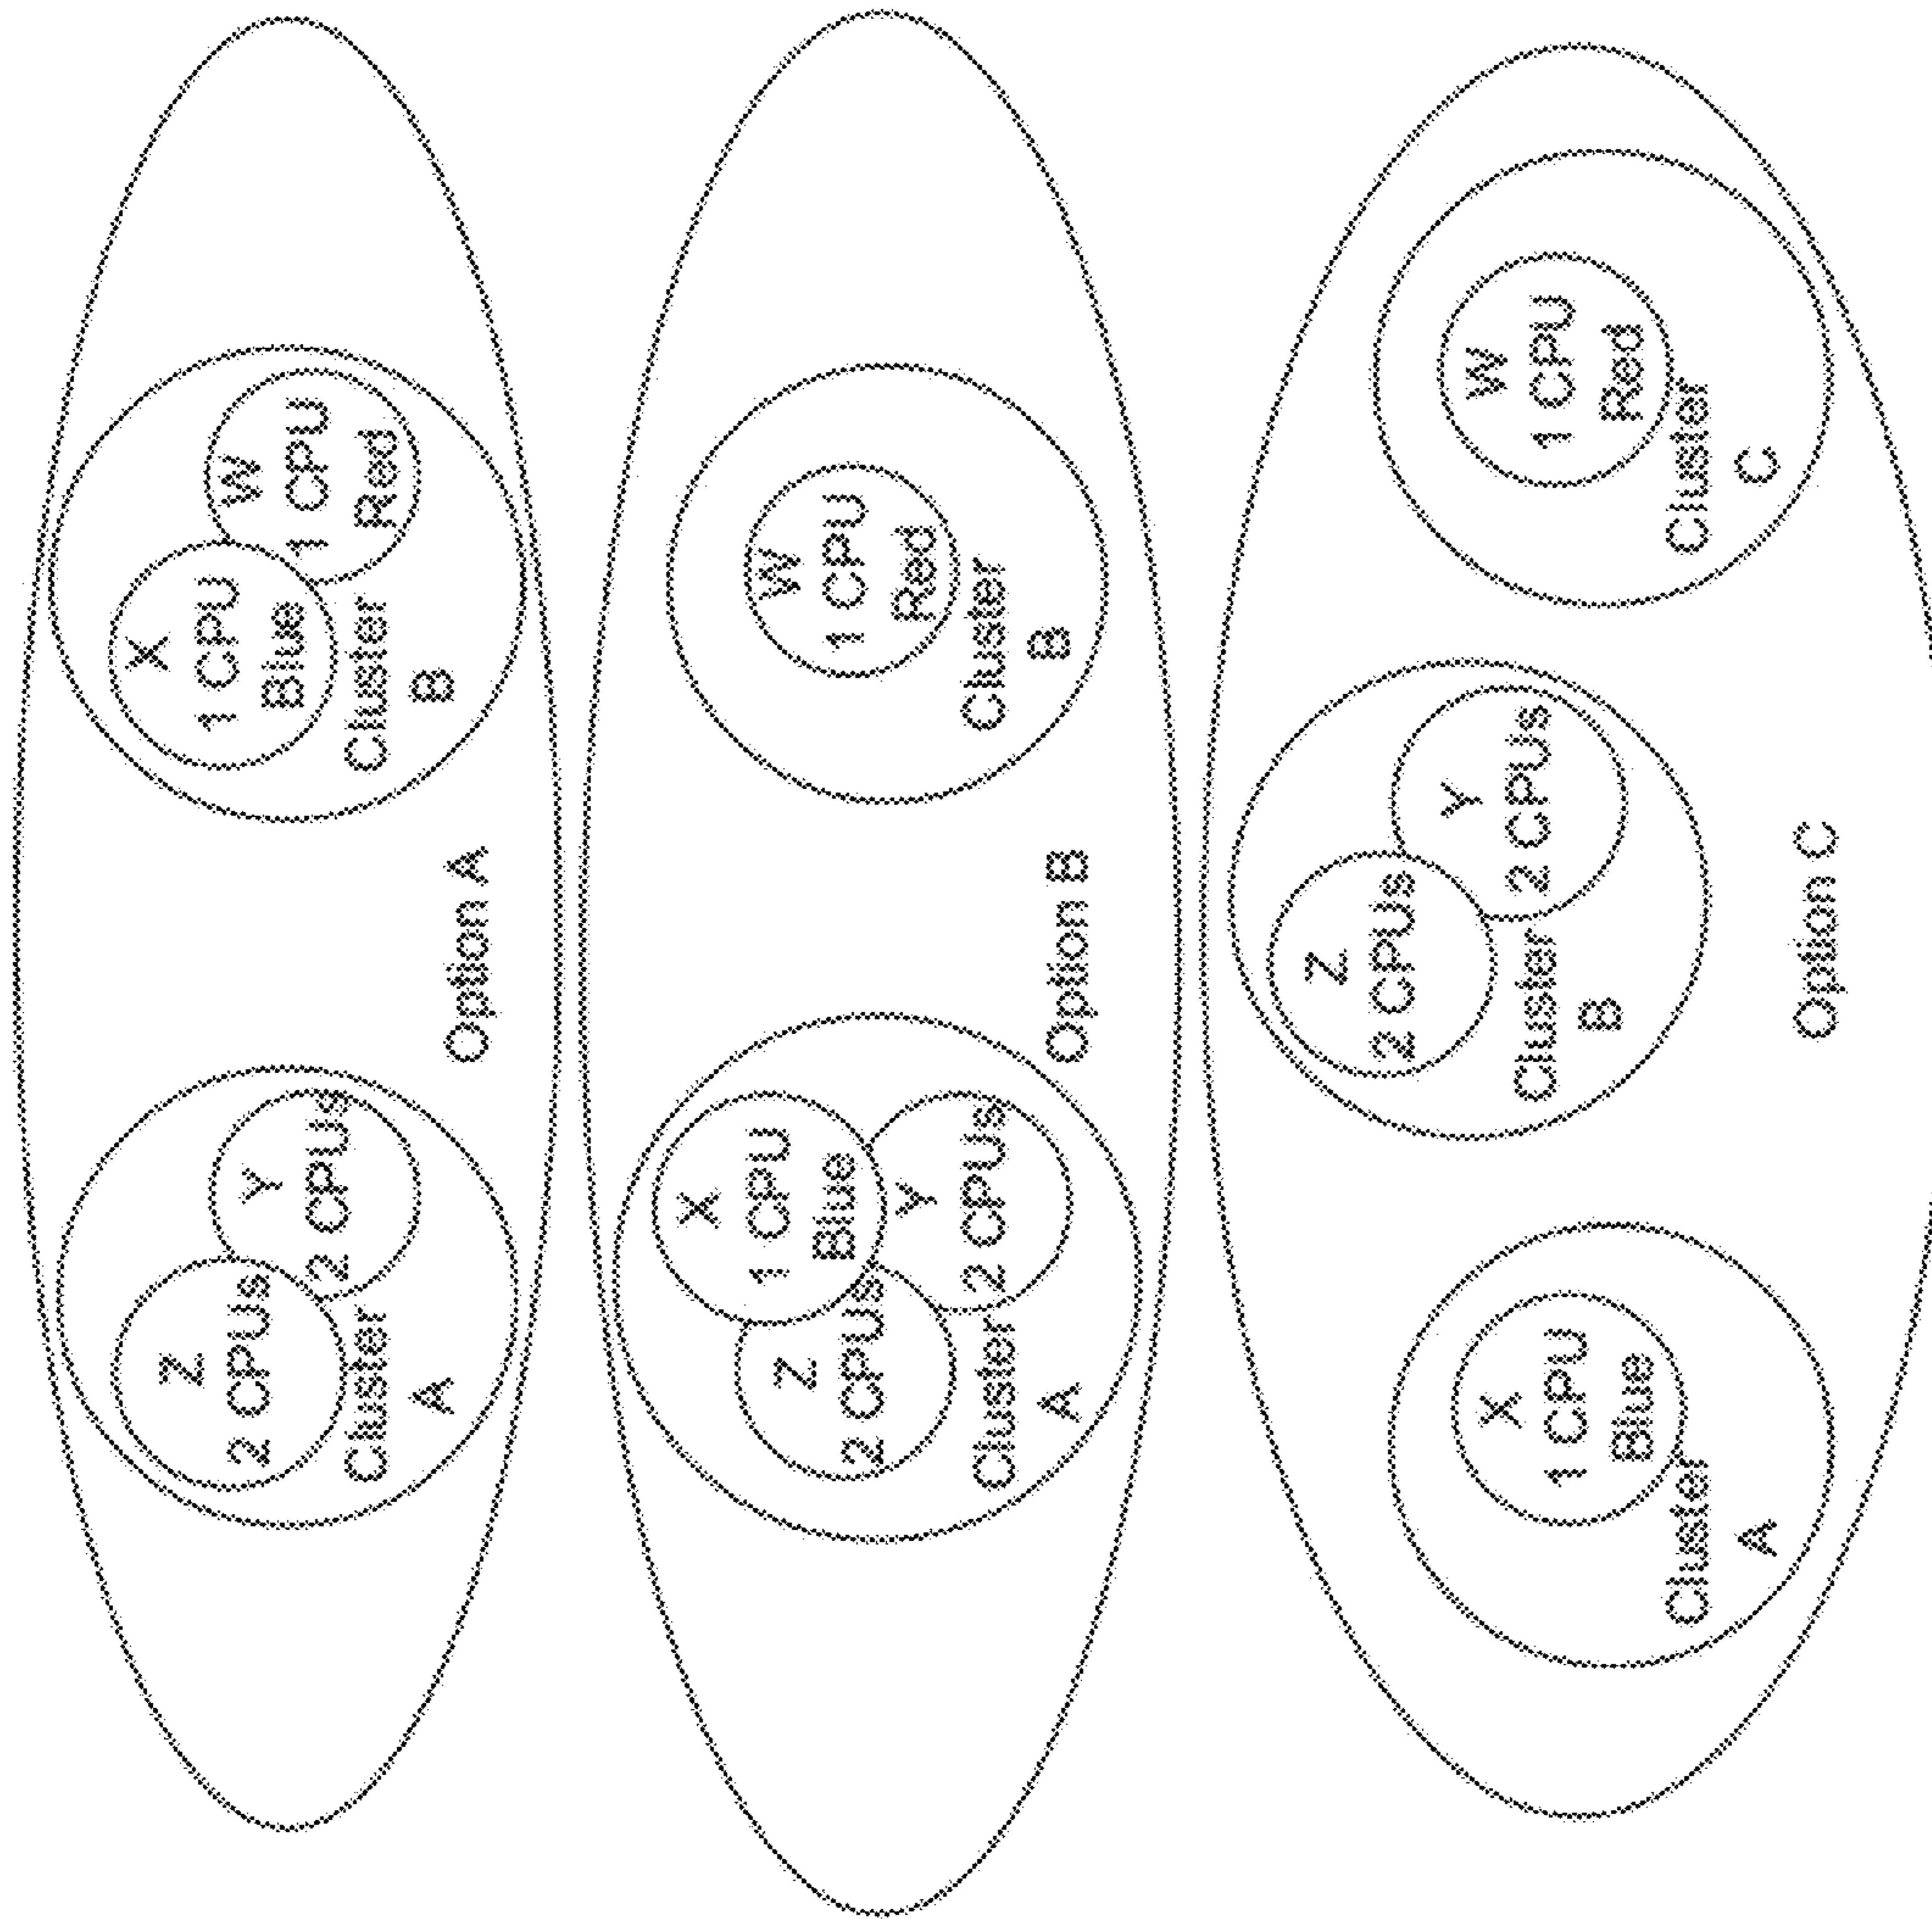 Z
2 CPUs
Y
2 CPUs
Cluster
A
X
1 CPU
Blue
W
1 CPU
Red
Cluster
B
Option A
X
1 CPU
Blue
Z
2 CPUs
Y
2 CPUs
Cluster
A
W
1 CPU
Red
Cluster
B
Option B
X
1 CPU
Blue
Cluster
A
Z
2 CPUs
Y
2 CPUs
Cluster
B
W
1 CPU
Red
Cluster
C
Option C